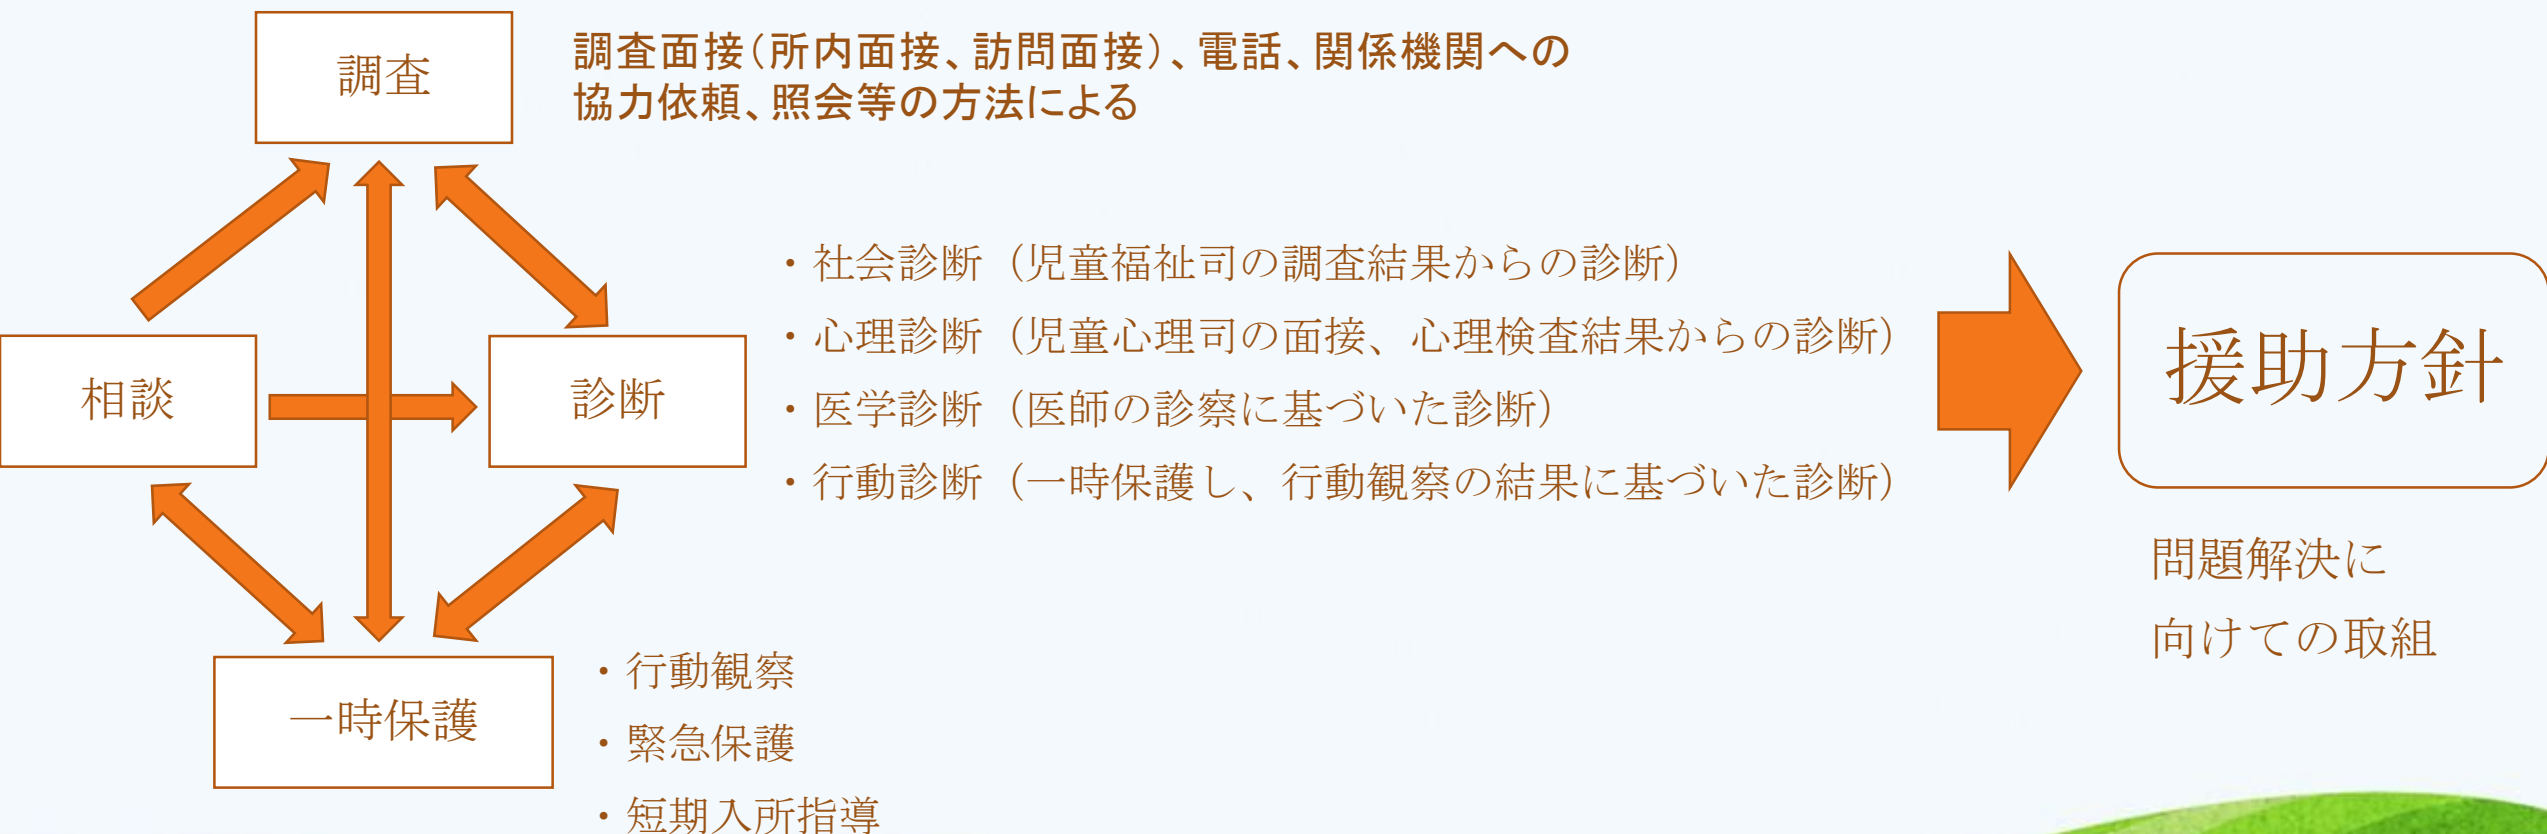 調査
調査面接（所内面接、訪問面接）、電話、関係機関への
協力依頼、照会等の方法による
相談
診断
・社会診断（児童福祉司の調査結果からの診断）
・心理診断（児童心理司の面接、心理検査結果からの診断）
・医学診断（医師の診察に基づいた診断）
・行動診断（一時保護し、行動観察の結果に基づいた診断）
援助方針
問題解決に
向けての取組
一時保護
・行動観察
・緊急保護
・短期入所指導